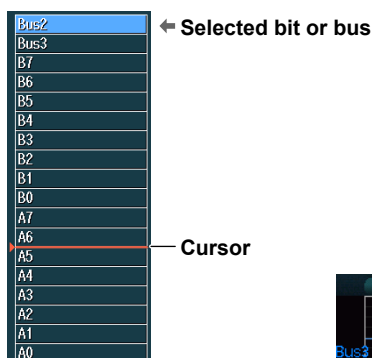 Bus2
Selected bit or bus
Bus3
B7
B6
B5
B4
B3
B2
B1
B0
A7
A6
Cursor
A5
A4
A3
A2
A1
A0
Bus3